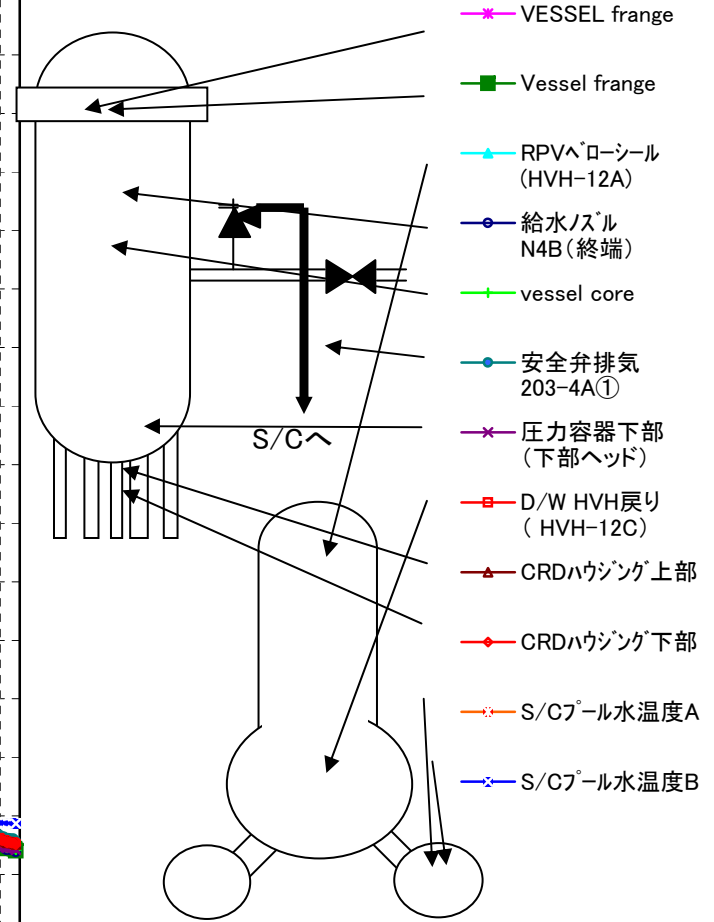 VESSEL frange
Vessel frange
RPVベローシール
(HVH-12A)
給水ノズル
N4B(終端)
vessel core
安全弁排気
203-4A①
圧力容器下部
(下部ヘッド)
D/W HVH戻り
( HVH-12C)
CRDハウジング上部
CRDハウジング下部
S/Cプール水温度A
S/Cプール水温度B
S/Cへ